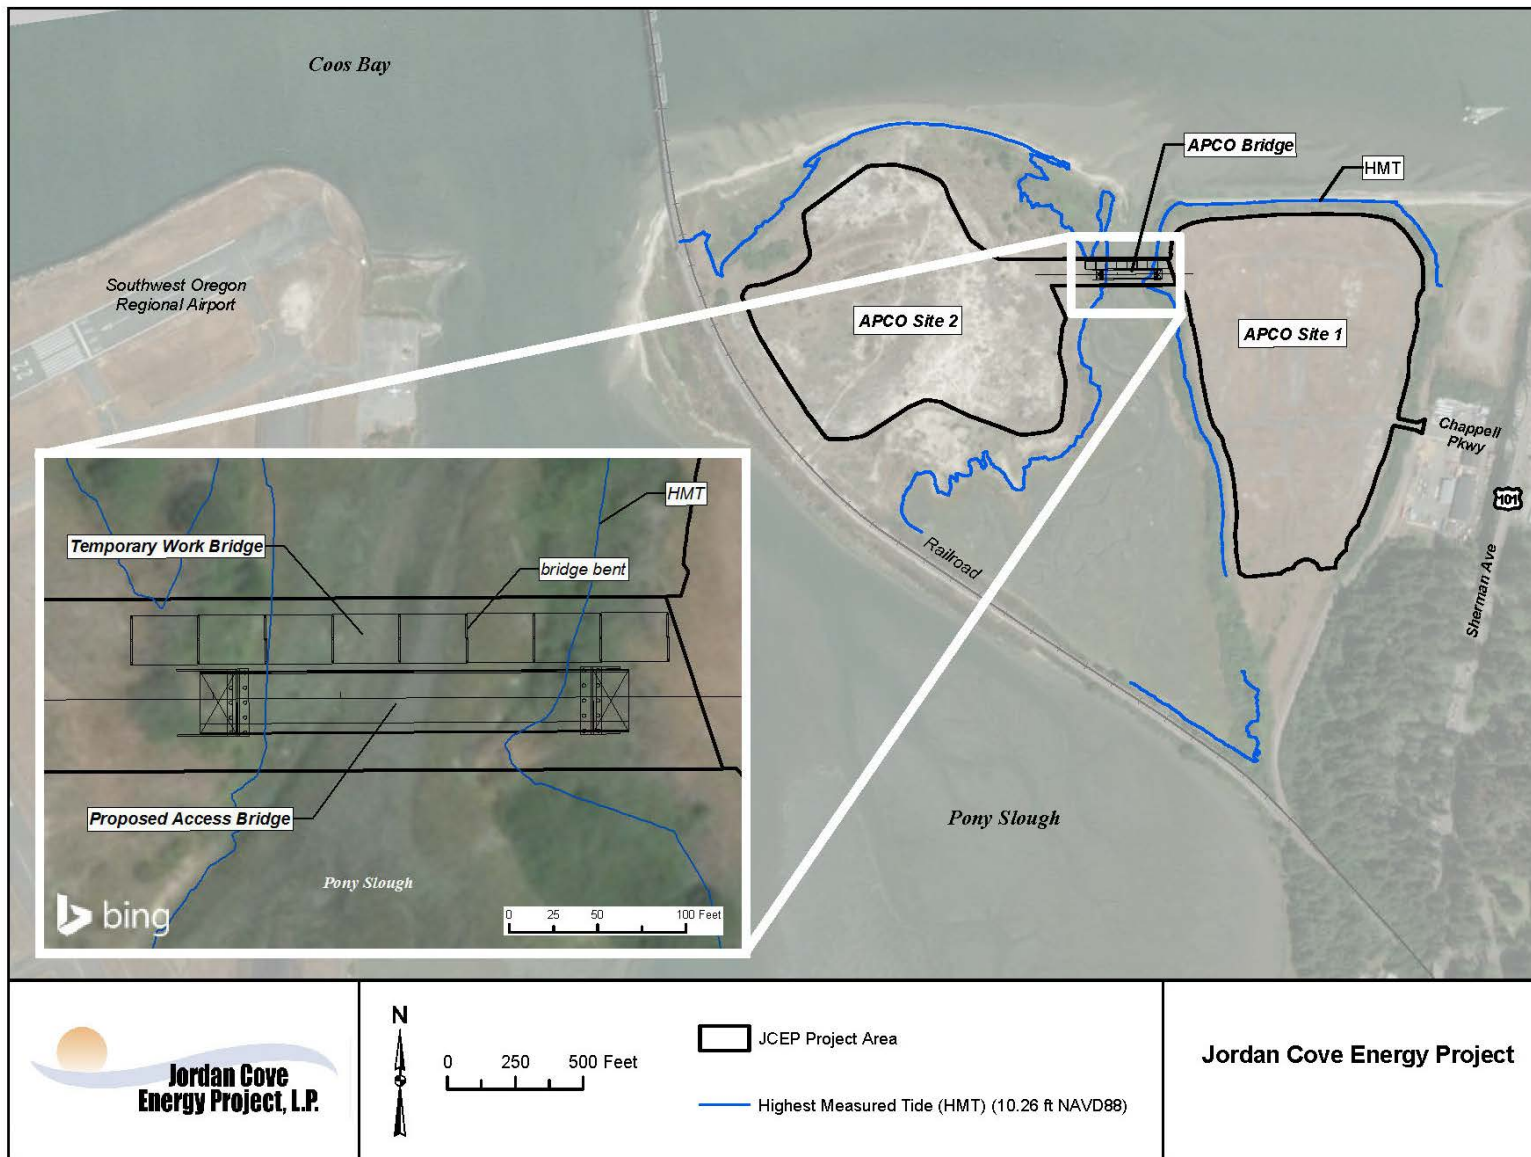 Coos Bay
APCO Bridge
HMT
Southwest Oregon
Regional Airport
APCO Site 2
APCO Site 1
22
Chappell
Pkwy
101
HMT
Temporary Work Bridge
bridge bent
Railroad
Sherman Ave
Proposed Access Bridge
Pony Slough
Pony Slough
bing
0 25 50 100 Feet
N
0 250 500 Feet
JCEP Project Area
Jordan Cove Energy Project
Jordan Cove
Energy Project, L.P.
Highest Measured Tide (HMT) (10.26 ft NAVD88)